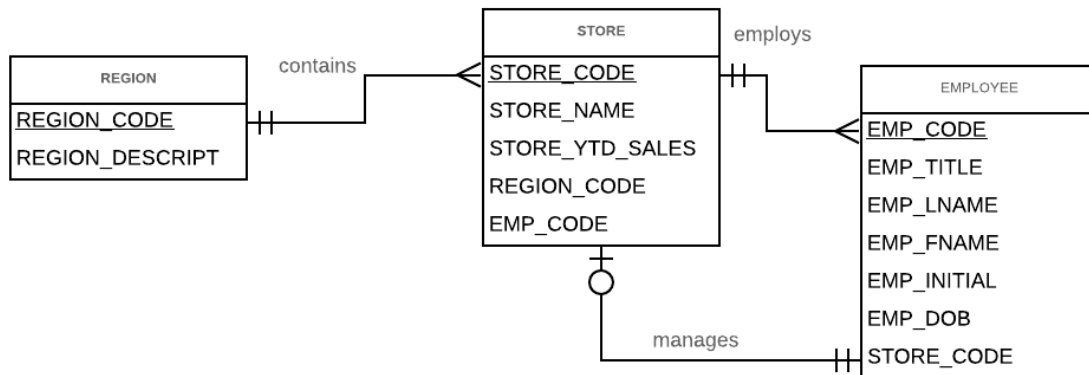 REGION
REGION_CODE
REGION_DESCRIPT
contains
STORE
STORE_CODE
STORE_NAME
STORE_YTD_SALES
REGION_CODE
EMP_CODE
employs
EMPLOYEE
EMP_CODE
EMP_TITLE
EMP_LNAME
EMP_FNAME
EMP_INITIAL
EMP_DOB
STORE_CODE
manages